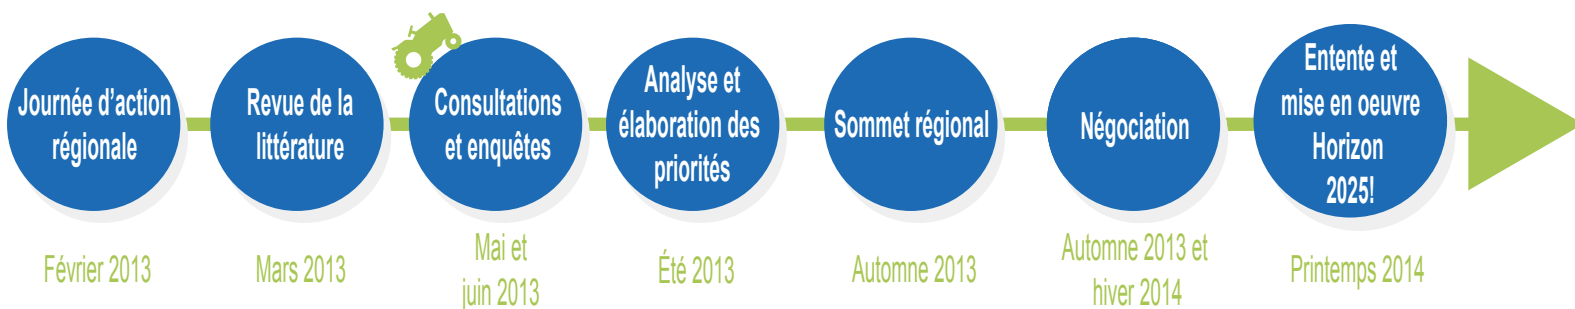 Journée d'action
régionale
Revue de la
littérature
Consultations
et enquêtes
Analyse et
élaboration des
priorités
Sommet régional
Négociation
Entente et
mise en oeuvre
Horizon
2025!
Février 2013
Mars 2013
Mai et
juin 2013
Été 2013
Automne 2013
Automne 2013 et
hiver 2014
Printemps 2014